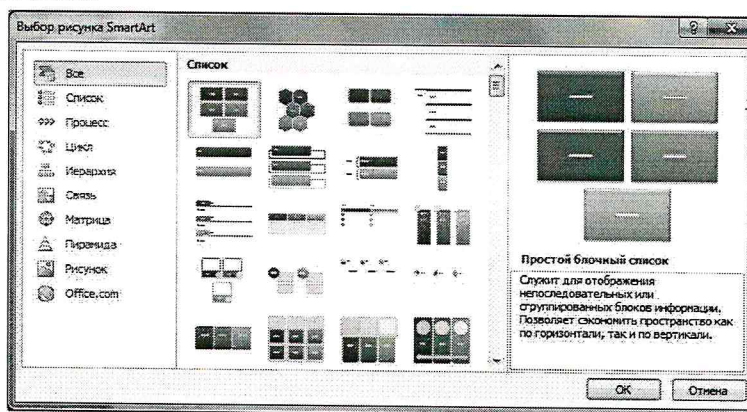 Выбор рисунка SmartArt
Все
Список
Процесс
Цикл
Иерархия
Связь
Матрица
Пирамида
Рисунок
Office.com
Список
Простой блочный список
Служит для отображения
непоследовательных или
сгруппированных блоков информации.
Позволяет сэкономить пространство как
по горизонтали, так и по вертикали.
ОК
Отмена